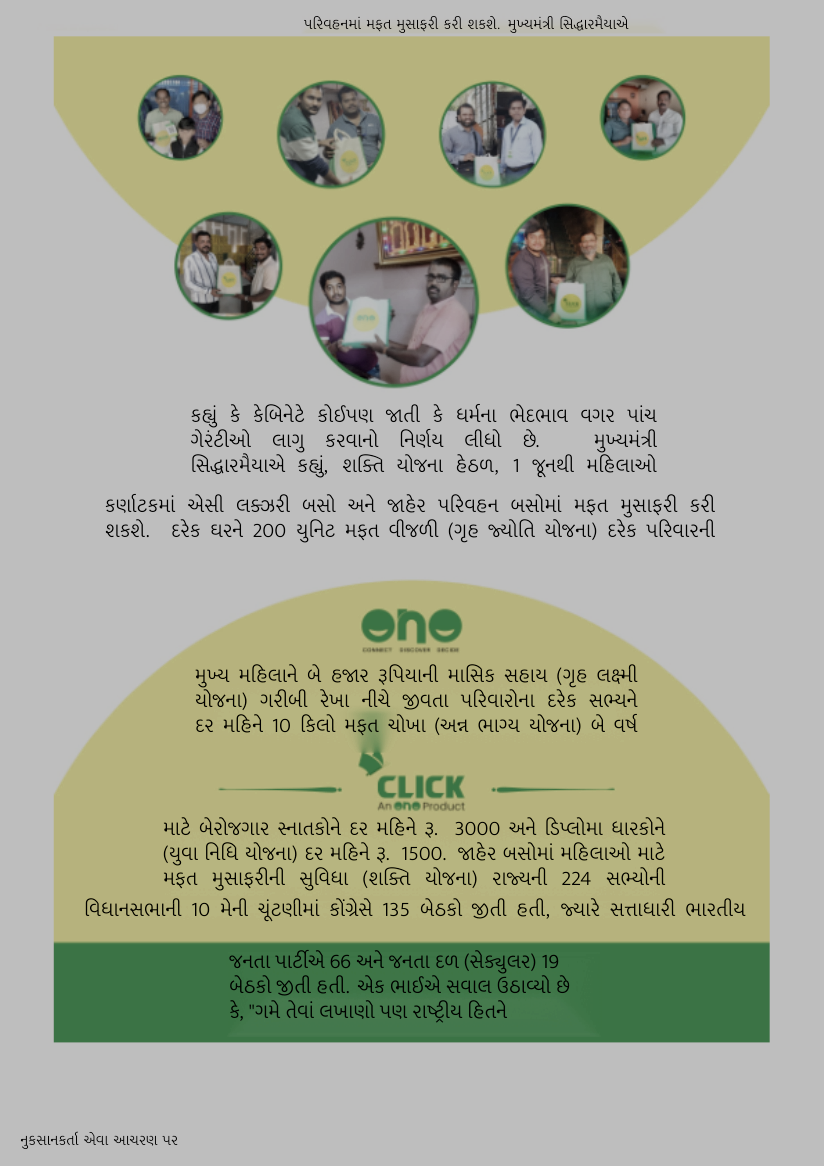 પરિવહનમાં મફત મુસાફરી કરી શકશે. મુખ્યમંત્રી સિદ્ધારમૈયાએ
કહ્યું કે કેબિનેટે કોઈપણ જાતી કે ધર્મના ભેદભાવ વગર પાંચ
ગેરંટીઓ લાગુ કરવાનો નિર્ણય લીધો છે. મુખ્યમંત્રી
સિદ્ધારમૈયાએ કહ્યું, શક્તિ યોજના હેઠળ, 1 જૂનથી મહિલાઓ
કર્ણાટકમાં એસી લક્ઝરી બસો અને જાહેર પરિવહન બસોમાં મફત મુસાફરી કરી
શકશે. દરેક ઘરને 200 યુનિટ મફત વીજળી (ગૃહ જ્યોતિ યોજના) દરેક પરિવારની
ono
CONNECT DISCOVER DECIDE
મુખ્ય મહિલાને બે હજાર રૂપિયાની માસિક સહાય (ગૃહ લક્ષ્મી
યોજના) ગરીબી રેખા નીચે જીવતા પરિવારોના દરેક સભ્યને
દર મહિને 10 કિલો મફત ચોખા (અન્ન ભાગ્ય યોજના) બે વર્ષ
CLICK
An ono Product
માટે બેરોજગાર સ્નાતકોને દર મહિને રૂ. 3000 અને ડિપ્લોમા ધારકોને
(યુવા નિધિ યોજના) દર મહિને રૂ. 1500. જાહેર બસોમાં મહિલાઓ માટે
મફત મુસાફરીની સુવિધા (શક્તિ યોજના) રાજ્યની 224 સભ્યોની
વિધાનસભાની 10 મેની ચૂંટણીમાં કોંગ્રેસે 135 બેઠકો જીતી હતી, જ્યારે સત્તાધારી ભારતીય
જનતા પાર્ટીએ 66 અને જનતા દળ (સેક્યુલર) 19
બેઠકો જીતી હતી. એક ભાઈએ સવાલ ઉઠાવ્યો છે
કે, "ગમે તેવાં લખાણો પણ રાષ્ટ્રીય હિતને
નુકસાનકર્તા એવા આચરણ પર